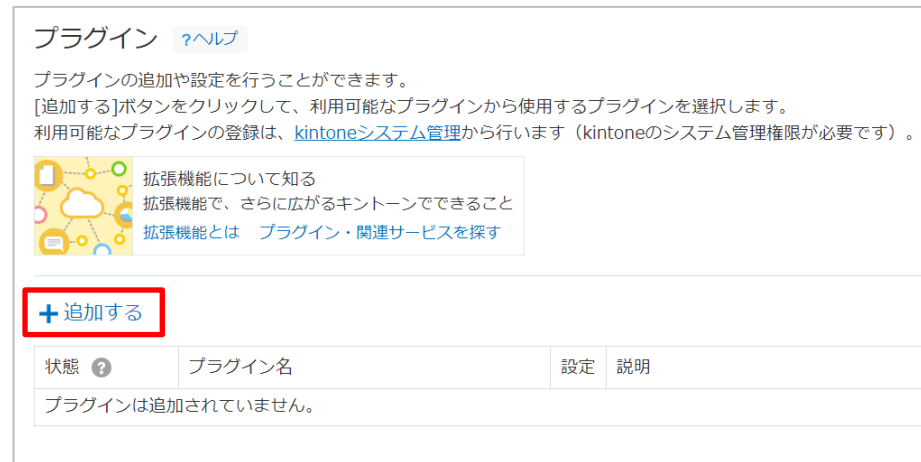 プラグイン ?ヘルプ
プラグインの追加や設定を行うことができます。
[追加する]ボタンをクリックして、利用可能なプラグインから使用するプラグインを選択します。
利用可能なプラグインの登録は、kintoneシステム管理から行います（kintoneのシステム管理権限が必要です）。
拡張機能について知る
拡張機能で、さらに広がるキントーンでできること
拡張機能とは プラグイン・関連サービスを探す
+追加する
状態 ? プラグイン名 設定 説明
プラグインは追加されていません。